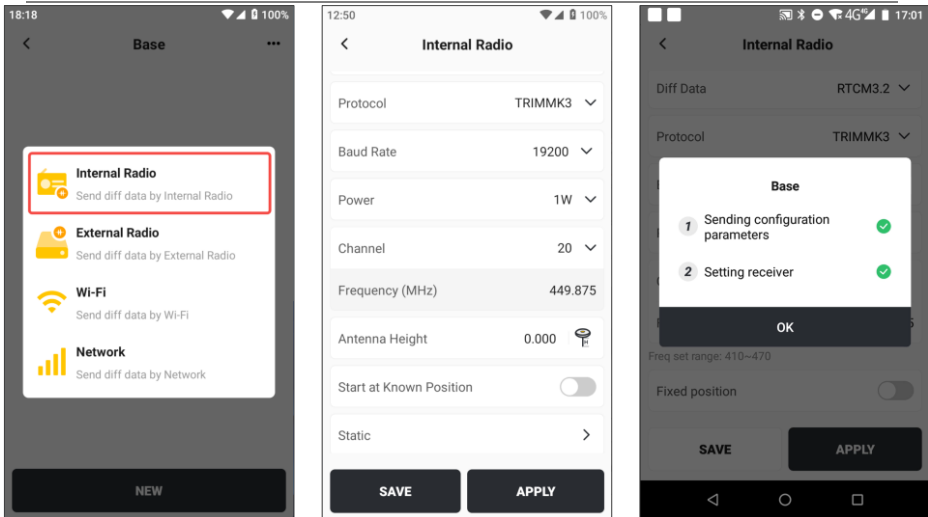 18:18
100%
Base
Internal Radio
Send diff data by Internal Radio
External Radio
Send diff data by External Radio
Wi-Fi
Send diff data by Wi-Fi
Network
Send diff data by Network
NEW
12:50
100%
Internal Radio
Protocol
TRIMMK3
Baud Rate
19200
Power
1W
Channel
20
Frequency (MHz)
449.875
Antenna Height
0.000
Start at Known Position
Static
SAVE
APPLY
4G
17:01
Internal Radio
Diff Data
RTCM3.2
Protocol
TRIMMK3
Base
1
Sending configuration
parameters
2
Setting receiver
OK
Freq set range: 410~470
Fixed position
SAVE
APPLY